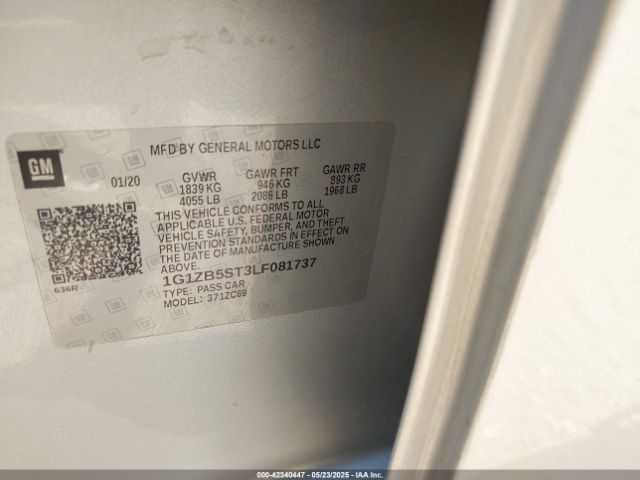 MFD BY GENERAL MOTORS LLC
GM
01/20
GVWR GAWR FRT GAWR RR
1839 KG 946 KG 893 KG
4055 LB 2086 LB 1968 LB
THIS VEHICLE CONFORMS TO ALL
APPLICABLE U.S. FEDERAL MOTOR
VEHICLE SAFETY, BUMPER, AND THEFT
PREVENTION STANDARDS IN EFFECT ON
THE DATE OF MANUFACTURE SHOWN
ABOVE.
1G1ZB5ST3LF081737
TYPE: PASS CAR
MODEL: 371ZC69
636R
000-42340447 - 05/23/2025 - IAA Inc.